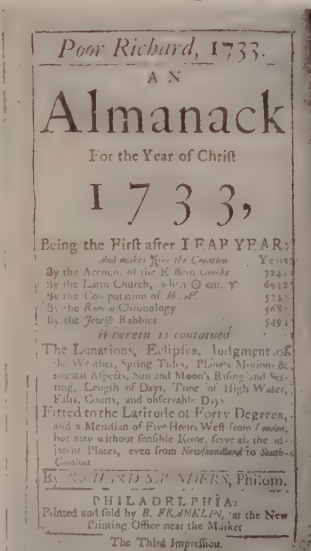 Poor Richard, 1733.
AN
Almanack
For the Year of Chriſt
1733,
Being the Firſt after LEAP YEAR:
And makes ſince the Creation Years
By the Account of the Eaſtern Greeks
By the Latin Church, when
By the Computation of W.W.
By the Roman Chronology
By the Jewiſh Rabbies
Wherein is contained
The Lunations, Eclipſes, Judgment of
the Weather, Spring Tides, Planets Motions &
mutual Aſpects, Sun and Moon's Riſing and Set-
ting, Length of Days, Time of High Water,
Fairs, Courts, and obſervable Days
Fitted to the Latitude of Forty Degrees,
and a Meridian of Five Hours Weſt from London,
but may without ſenſible Error, ſerve all the ad-
jacent Places, even from Newfoundland to South-
Carolina
By RICHARD SAUNDERS, Philom.
PHILADELPHIA:
Printed and ſold by B. FRANKLIN, at the New
Printing Office near the Market
The Third Impreſſion.